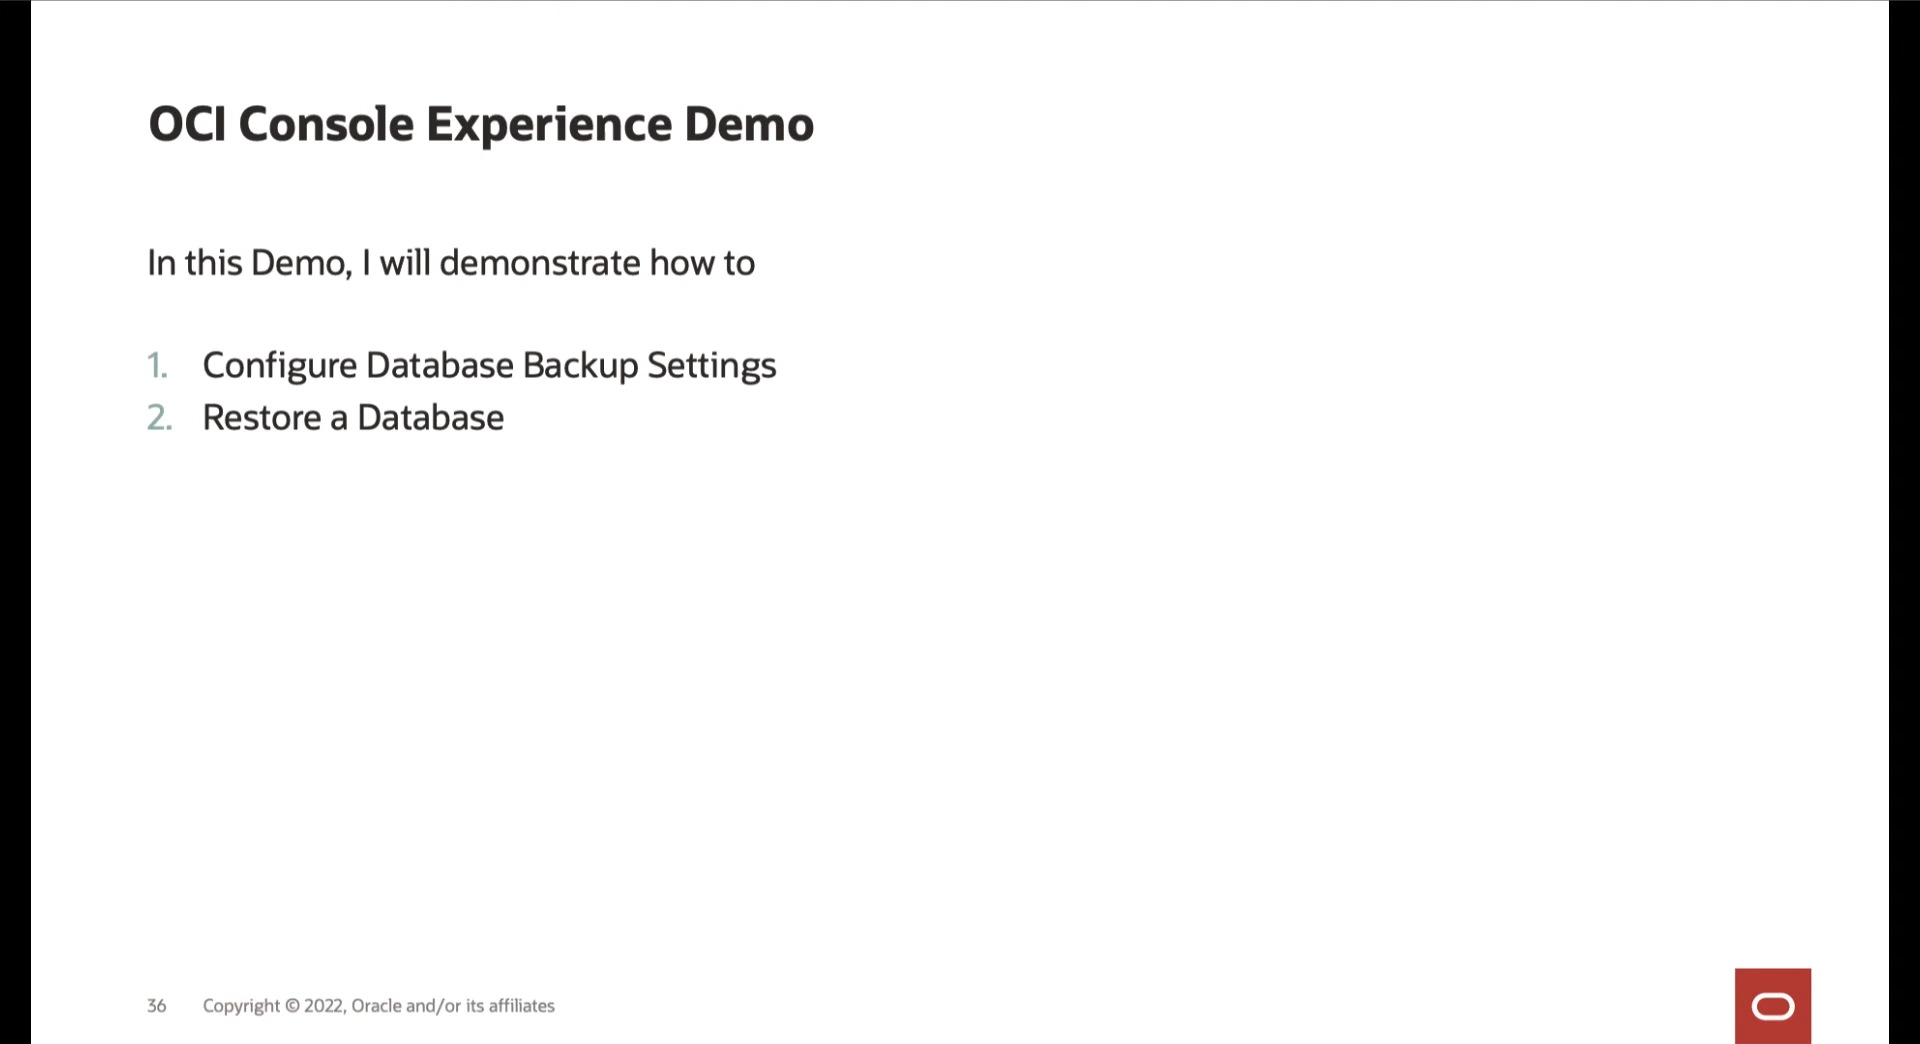 OCI Console Experience Demo
In this Demo, I will demonstrate how to
1. Configure Database Backup Settings
2. Restore a Database
36 Copyright © 2022, Oracle and/or its affiliates